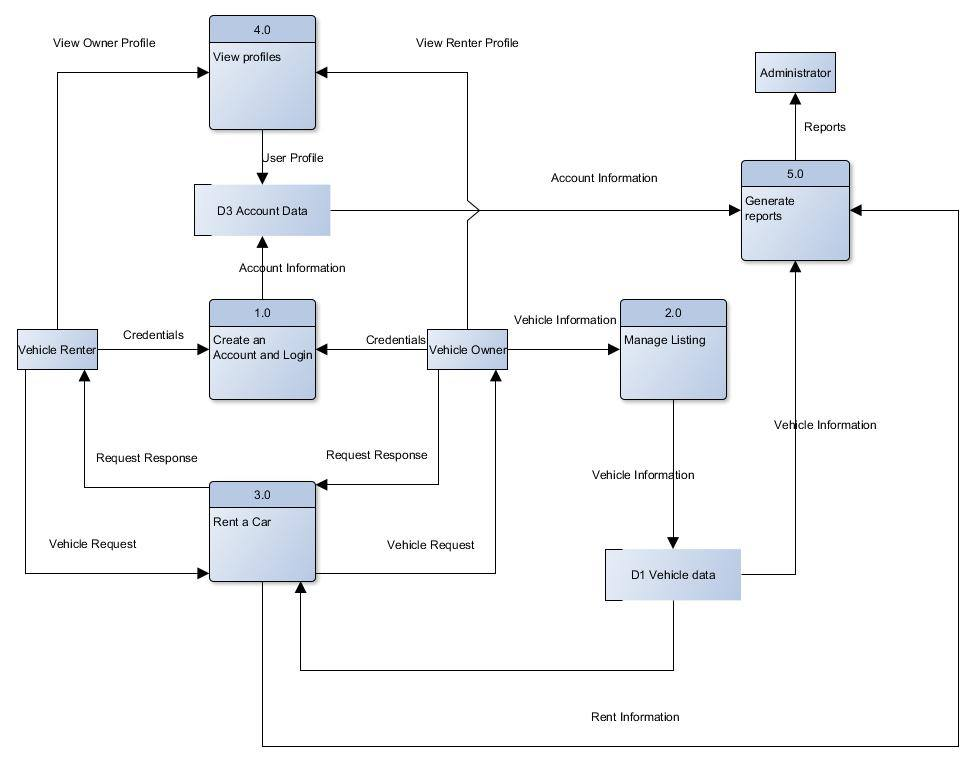 4.0
View Owner Profile
View Renter Profile
View profiles
Administrator
Reports
User Profile
5.0
Account Information
Generate
reports
D3 Account Data
Account Information
1.0
2.0
Vehicle Information
Credentials
Credentials
Create an
Account and Login
Manage Listing
Vehicle Renter
Vehicle Owner
Vehicle Information
Request Response
Request Response
Vehicle Information
3.0
Rent a Car
Vehicle Request
Vehicle Request
D1 Vehicle data
Rent Information